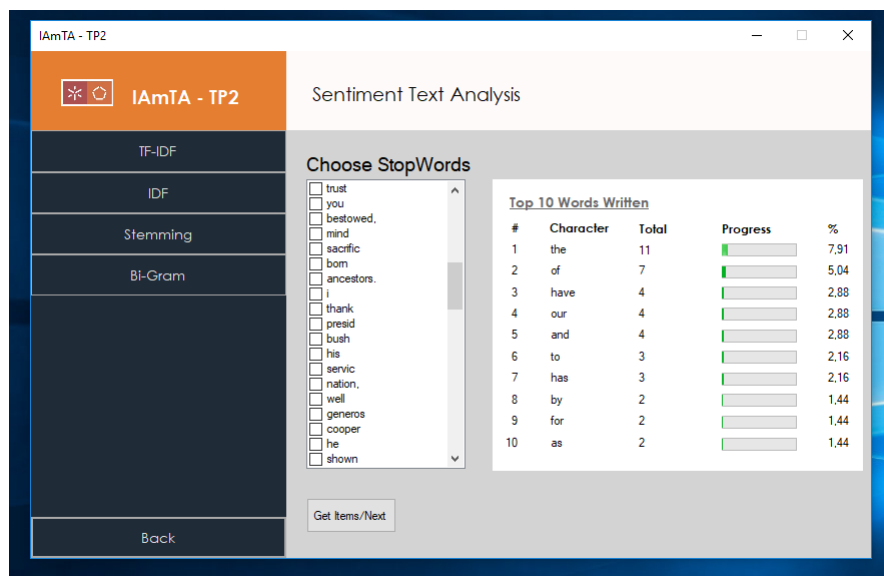 IAmTA - TP2
IAmTA - TP2
Sentiment Text Analysis
TF-IDF
IDF
Stemming
Bi-Gram
Back
Choose StopWords
trust
you
bestowed,
mind
sacrific
born
ancestors.
i
thank
presid
bush
his
servic
nation,
well
generos
cooper
he
shown
Get Items/Next
Top 10 Words Written
# Character Total Progress %
1 the 11 7,91
2 of 7 5,04
3 have 4 2,88
4 our 4 2,88
5 and 4 2,88
6 to 3 2,16
7 has 3 2,16
8 by 2 1,44
9 for 2 1,44
10 as 2 1,44